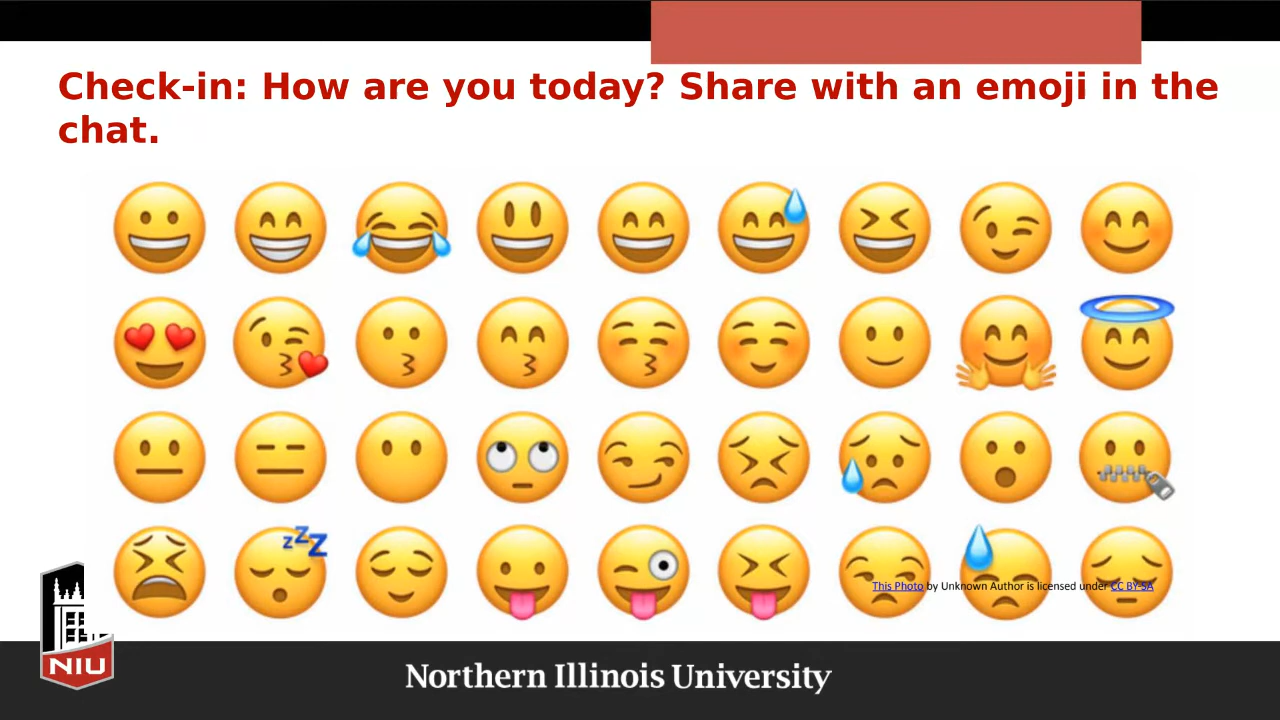 Check-in: How are you today? Share with an emoji in the
chat.
zzZ
This Photo by Unknown Author is licensed under CC BY-SA
NIU
Northern Illinois University